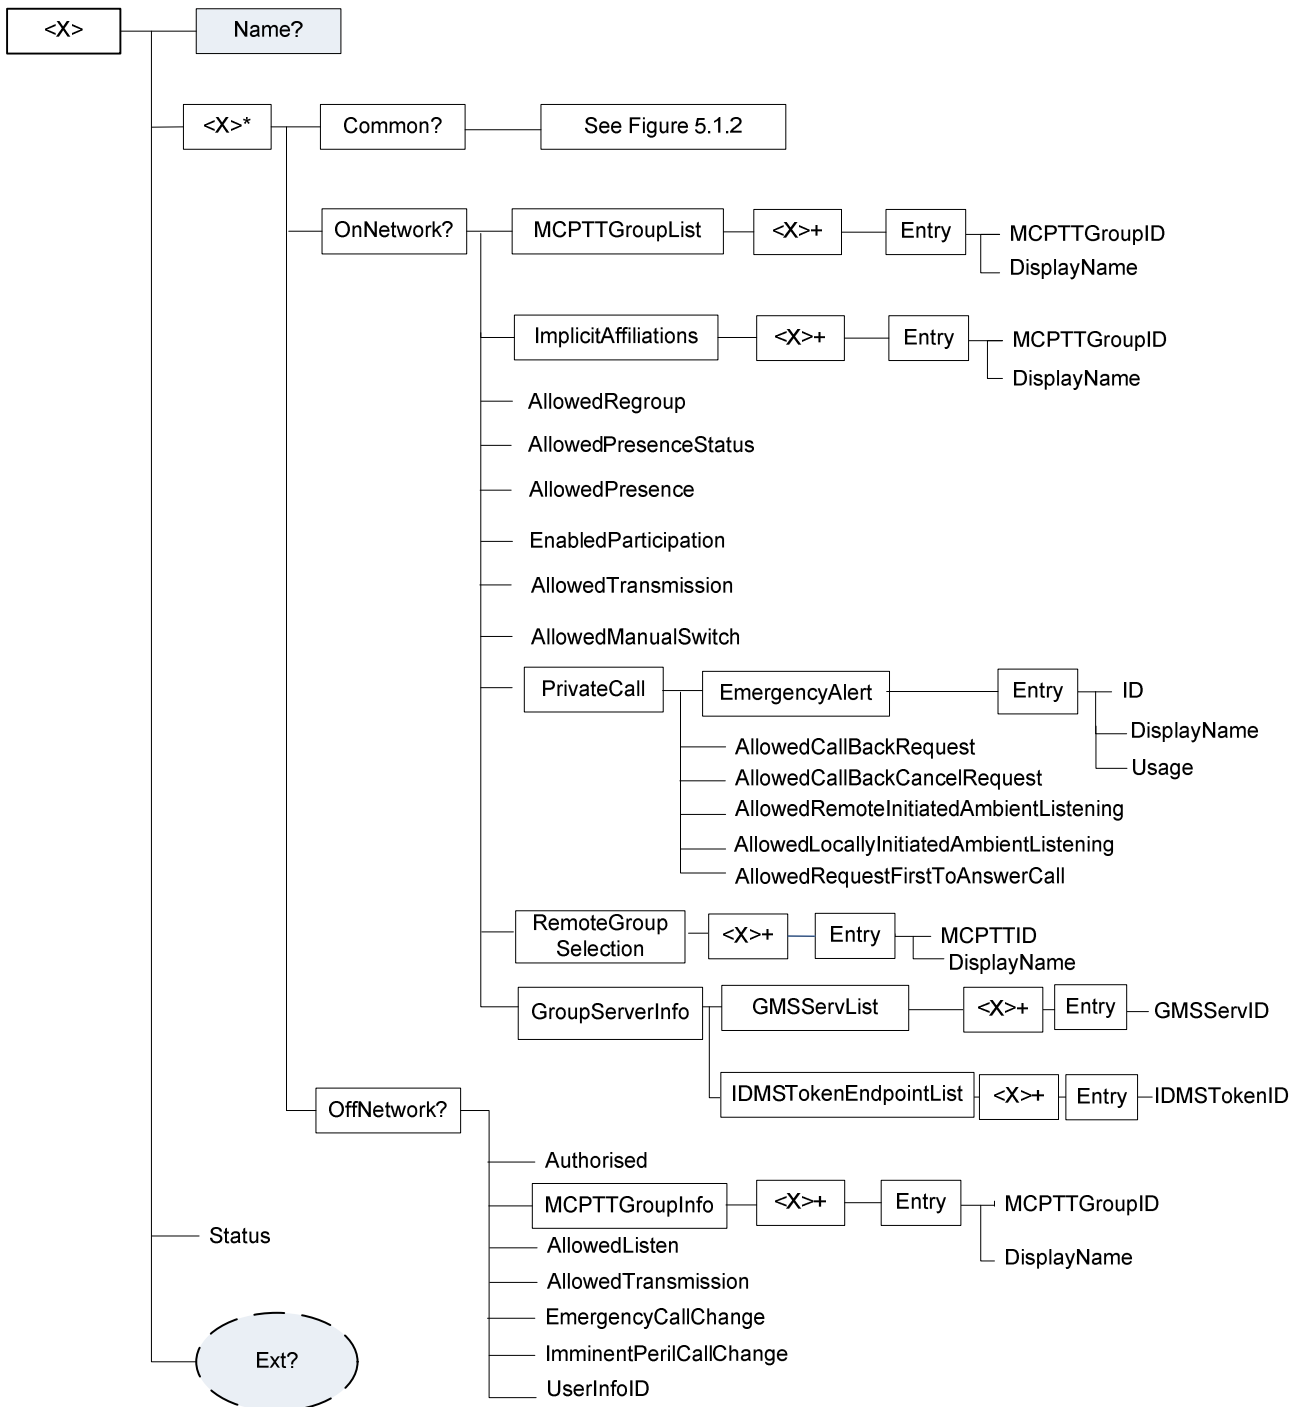 <X>
Name?
<X>*
Common?
See Figure 5.1.2
OnNetwork?
MCPTTGroupList
<X>+
Entry
MCPTTGroupID
DisplayName
ImplicitAffiliations
<X>+
Entry
MCPTTGroupID
DisplayName
AllowedRegroup
AllowedPresenceStatus
AllowedPresence
EnabledParticipation
AllowedTransmission
AllowedManualSwitch
PrivateCall
EmergencyAlert
Entry
ID
DisplayName
Usage
AllowedCallBackRequest
AllowedCallBackCancelRequest
AllowedRemoteInitiatedAmbientListening
AllowedLocallyInitiatedAmbientListening
AllowedRequestFirstToAnswerCall
RemoteGroup
Selection
<X>+
Entry
MCPTTID
DisplayName
GroupServerInfo
GMSServList
<X>+
Entry
GMSServID
IDMSTokenEndpointList
<X>+
Entry
IDMSTokenID
OffNetwork?
Authorised
MCPTTGroupInfo
<X>+
Entry
MCPTTGroupID
DisplayName
AllowedListen
AllowedTransmission
EmergencyCallChange
ImminentPerilCallChange
UserInfoID
Status
Ext?